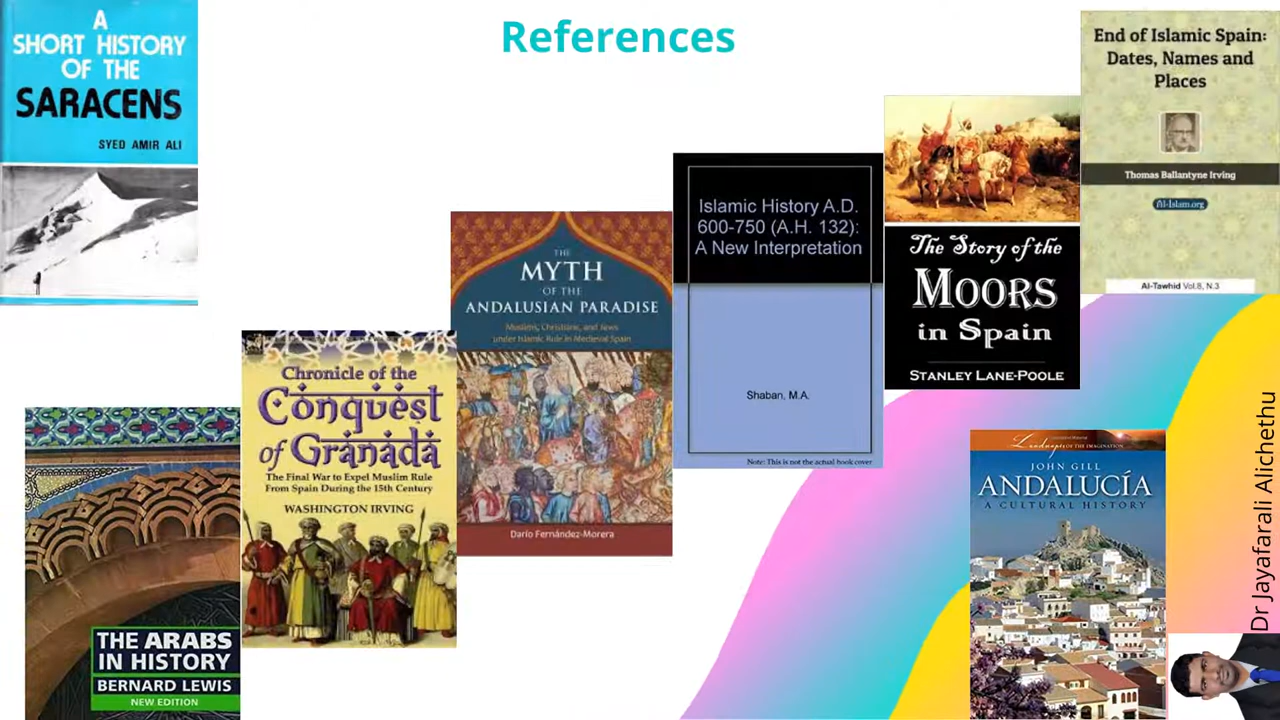 References
A
SHORT HISTORY
OF THE
SARACENS
SYED AMIR ALI
THE ARABS
IN HISTORY
BERNARD LEWIS
NEW EDITION
Chronicle of the
Conquest
of Granada
The Final War to Expel Muslim Rule
From Spain During the 15th Century
WASHINGTON IRVING
THE
MYTH
OF THE
ANDALUSIAN PARADISE
Muslims, Christians, and Jews
under Islamic Rule in Medieval Spain
Darío Fernández-Morera
Islamic History A.D.
600-750 (A.H. 132):
A New Interpretation
Shaban, M.A.
Note: This is not the actual book cover
The Story of the
MOORS
in Spain
STANLEY LANE-POOLE
End of Islamic Spain:
Dates, Names and
Places
Thomas Ballantyne Irving
Al-Islam.org
Al-Tawhid Vol.8, N.3
Landscapes OF THE IMAGINATION
JOHN GILL
ANDALUCÍA
A CULTURAL HISTORY
Dr Jayafarali Alichethu